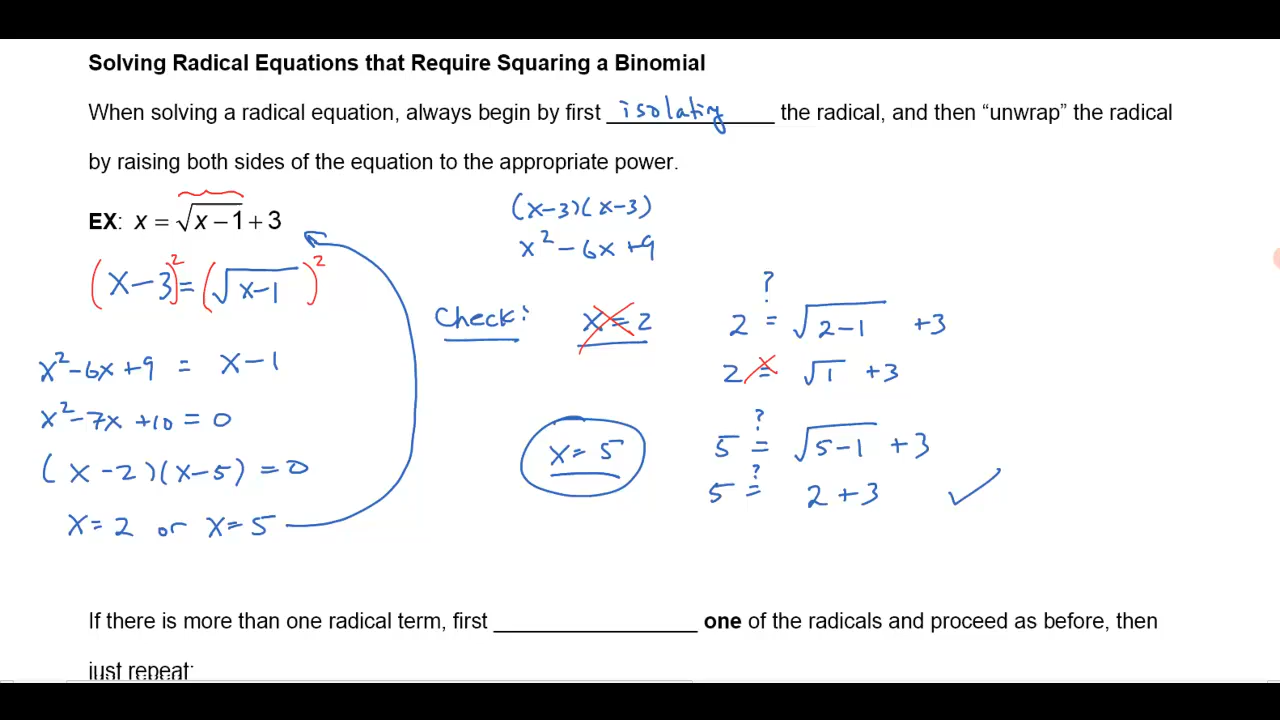 Solving Radical Equations that Require Squaring a Binomial
When solving a radical equation, always begin by first isolating the radical, and then “unwrap” the radical
by raising both sides of the equation to the appropriate power.
EX: x = √(x − 1) + 3
(x − 3)² = (√(x−1))²
x² − 6x + 9 = x − 1
x² − 7x + 10 = 0
(x − 2)(x − 5) = 0
x = 2 or x = 5
(x−3)(x−3)
x² − 6x + 9
Check: x = 2
?
2 = √(2−1) + 3
2 = √1 + 3
x = 5
?
5 = √(5−1) + 3
?
5 = 2 + 3 ✓
If there is more than one radical term, first ________________ one of the radicals and proceed as before, then
just repeat: